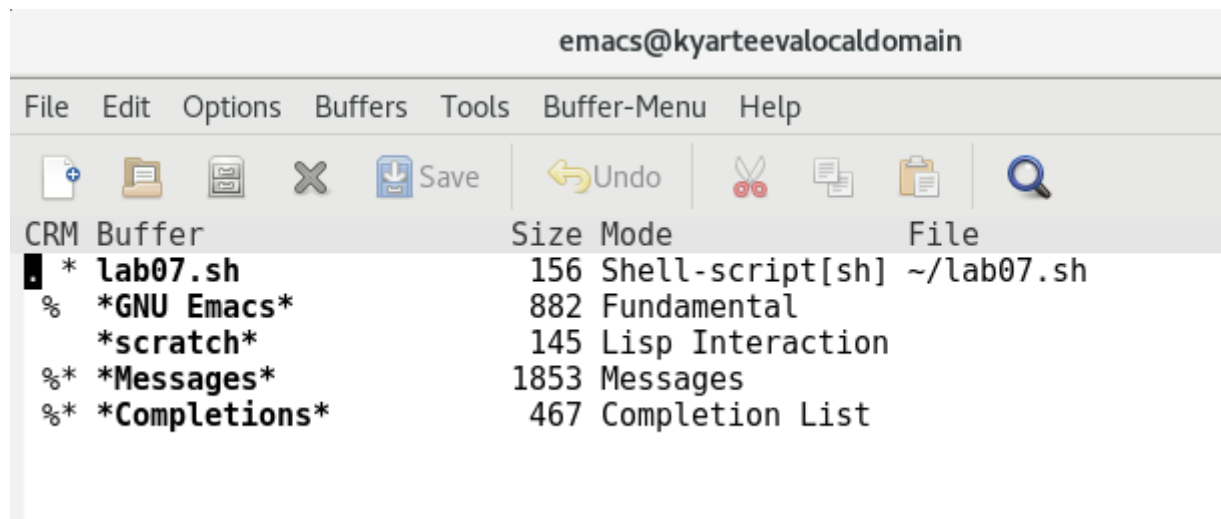 emacs@kyarteevalocaldomain
File Edit Options Buffers Tools Buffer-Menu Help
Save Undo
CRM Buffer Size Mode File
. * lab07.sh 156 Shell-script[sh] ~/lab07.sh
% *GNU Emacs* 882 Fundamental
*scratch* 145 Lisp Interaction
%* *Messages* 1853 Messages
%* *Completions* 467 Completion List